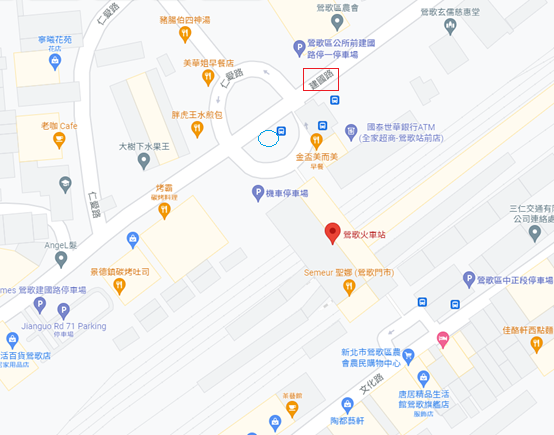 仁愛路
豬腸伯四神湯
鶯歌區農會
鶯歌玄儒慈惠堂
寧暘花苑
花店
鶯歌區公所前建國
路停一停車場
美華姐早餐店
仁愛路
建國路
胖虎王水煎包
老咖 Cafe
國泰世華銀行ATM
(全家超商-鶯歌站前店)
大樹下水果王
金盃美而美
早餐
烤霸
碳烤料理
機車停車場
仁愛路
三仁交通有
公司連絡處
鶯歌火車站
AngeL髮
景德鎮碳烤吐司
Semeur 聖娜 (鶯歌門市)
鶯歌區中正段停車場
mes 鶯歌建國路停車場
Jianguo Rd 71 Parking
停車場
佳酪軒西點麵
活百貨鶯歌店
家用品店
新北市鶯歌區農
會農民購物中心
文化路
唐居精品生活
館鶯歌旗艦店
服飾店
陶都藝軒